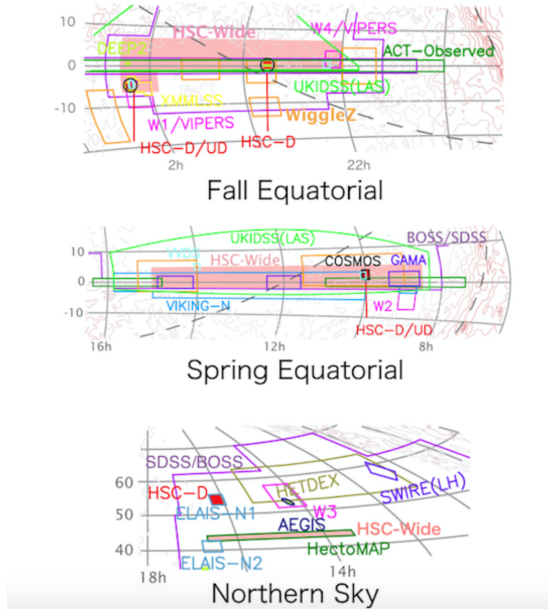 10
HSC-Wide
W4/VIPERS
DEEP2
ACT-Observed
0
UKIDSS(LAS)
XMMLSS
-10
W1/VIPERS
WiggleZ
HSC-D/UD
HSC-D
2h
22h
Fall Equatorial
UKIDSS(LAS)
BOSS/SDSS
10
VVDS
HSC-Wide
COSMOS
GAMA
0
VIKING-N
W2
-10
HSC-D/UD
16h
12h
8h
Spring Equatorial
SDSS/BOSS
60
HSC-D
HETDEX
SWIRE(LH)
50
ELAIS-N1
W3
AEGIS
HSC-Wide
40
HectoMAP
ELAIS-N2
18h
14h
Northern Sky